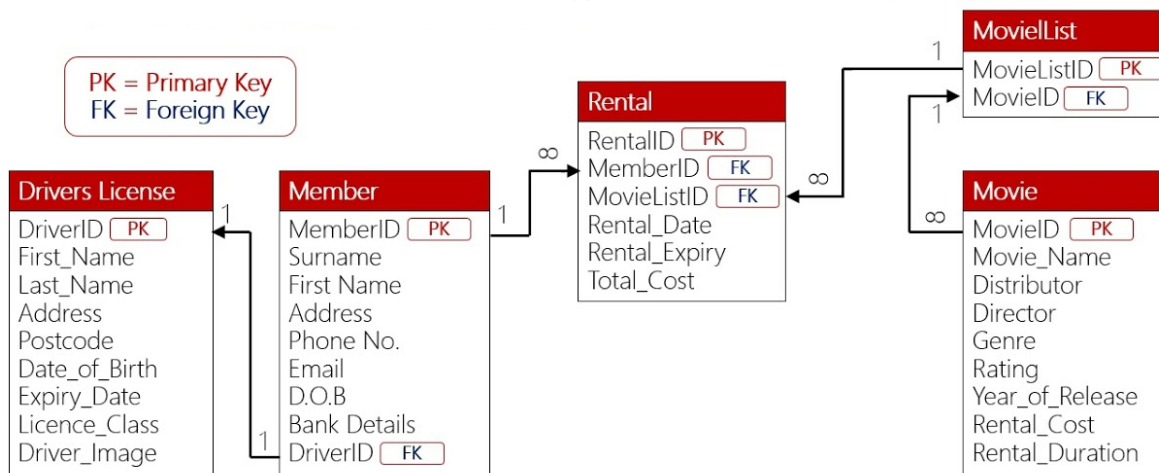 PK = Primary Key
FK = Foreign Key
Drivers License
DriverID PK
First_Name
Last_Name
Address
Postcode
Date_of_Birth
Expiry_Date
Licence_Class
Driver_Image
1
1
Member
MemberID PK
Surname
First Name
Address
Phone No.
Email
D.O.B
Bank Details
DriverID FK
1
∞
Rental
RentalID PK
MemberID FK
MovieListID FK
Rental_Date
Rental_Expiry
Total_Cost
∞
1
MovielList
MovieListID PK
MovieID FK
1
∞
Movie
MovieID PK
Movie_Name
Distributor
Director
Genre
Rating
Year_of_Release
Rental_Cost
Rental_Duration